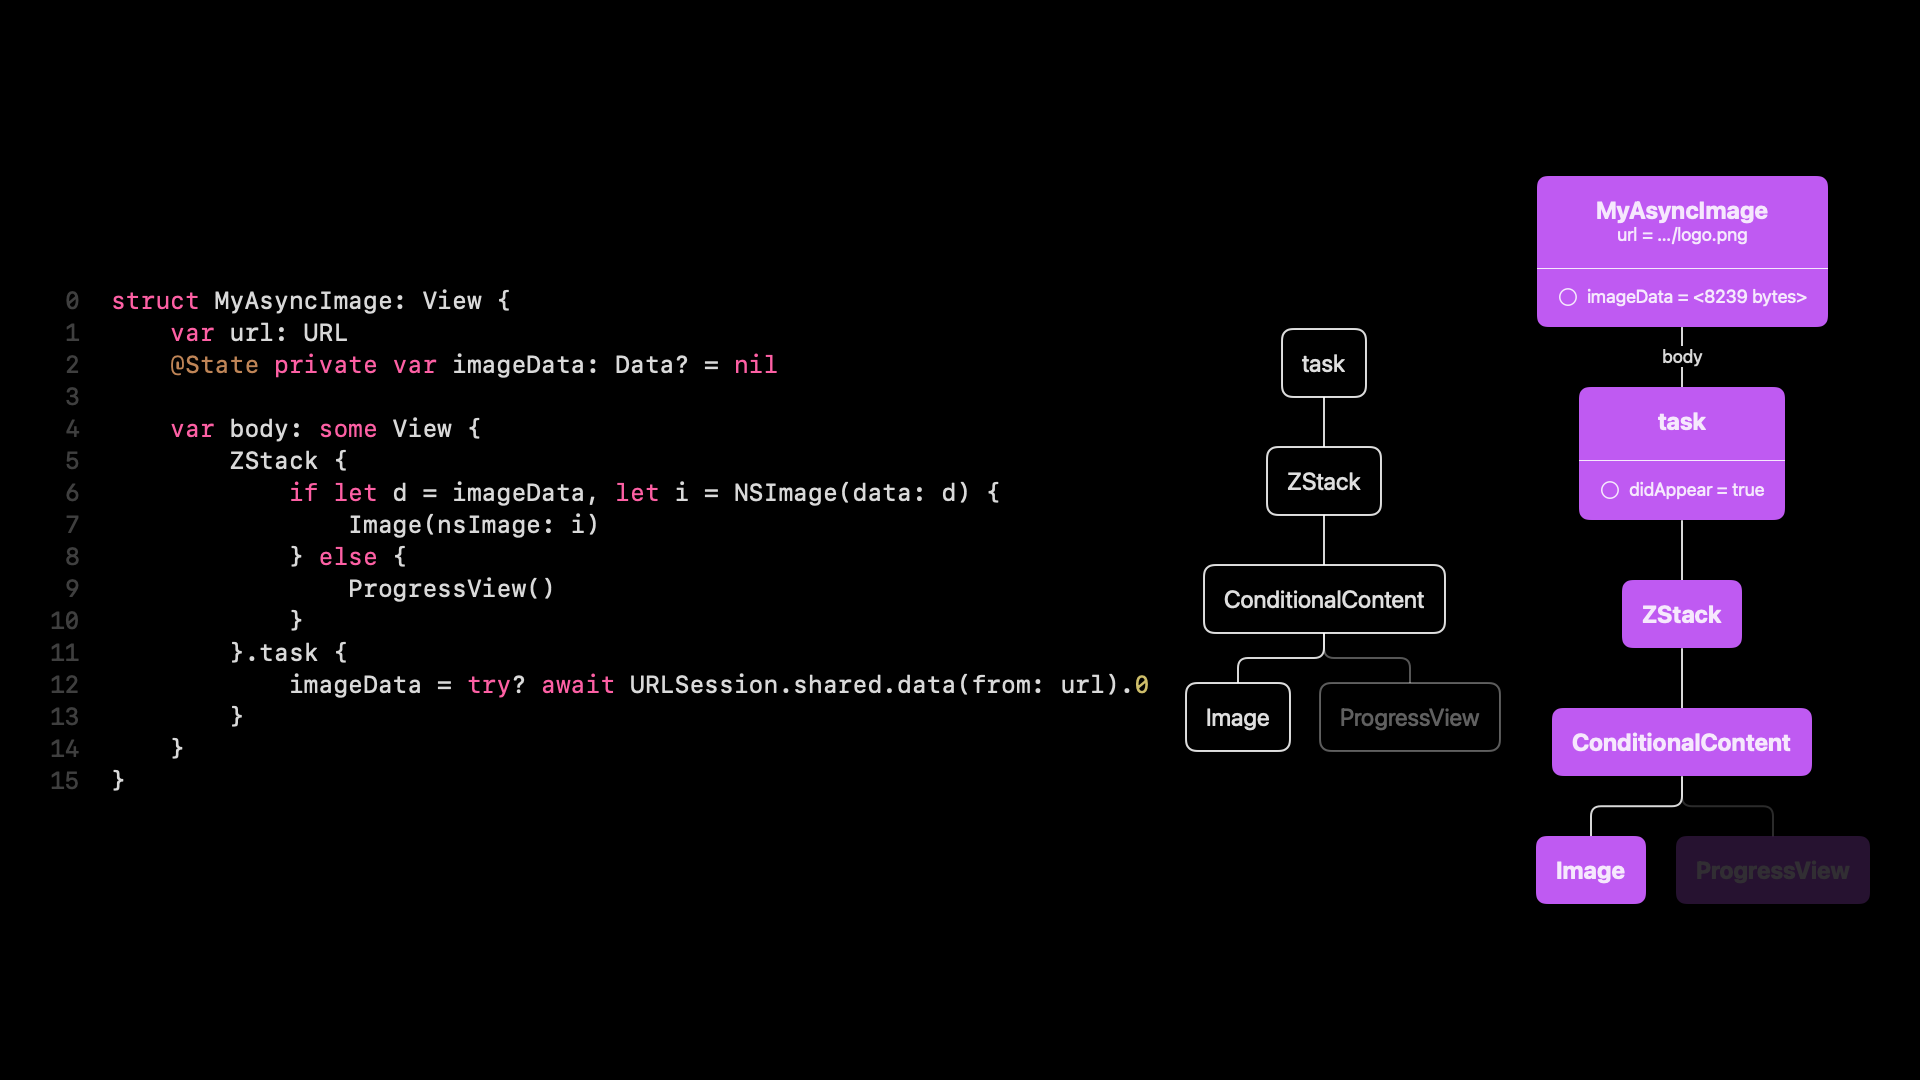 0 struct MyAsyncImage: View {
1 var url: URL
2 @State private var imageData: Data? = nil
3
4 var body: some View {
5 ZStack {
6 if let d = imageData, let i = NSImage(data: d) {
7 Image(nsImage: i)
8 } else {
9 ProgressView()
10 }
11 }.task {
12 imageData = try? await URLSession.shared.data(from: url).0
13 }
14 }
15 }
task
ZStack
ConditionalContent
Image
ProgressView
MyAsyncImage
url = .../logo.png
imageData = <8239 bytes>
body
task
didAppear = true
ZStack
ConditionalContent
Image
ProgressView